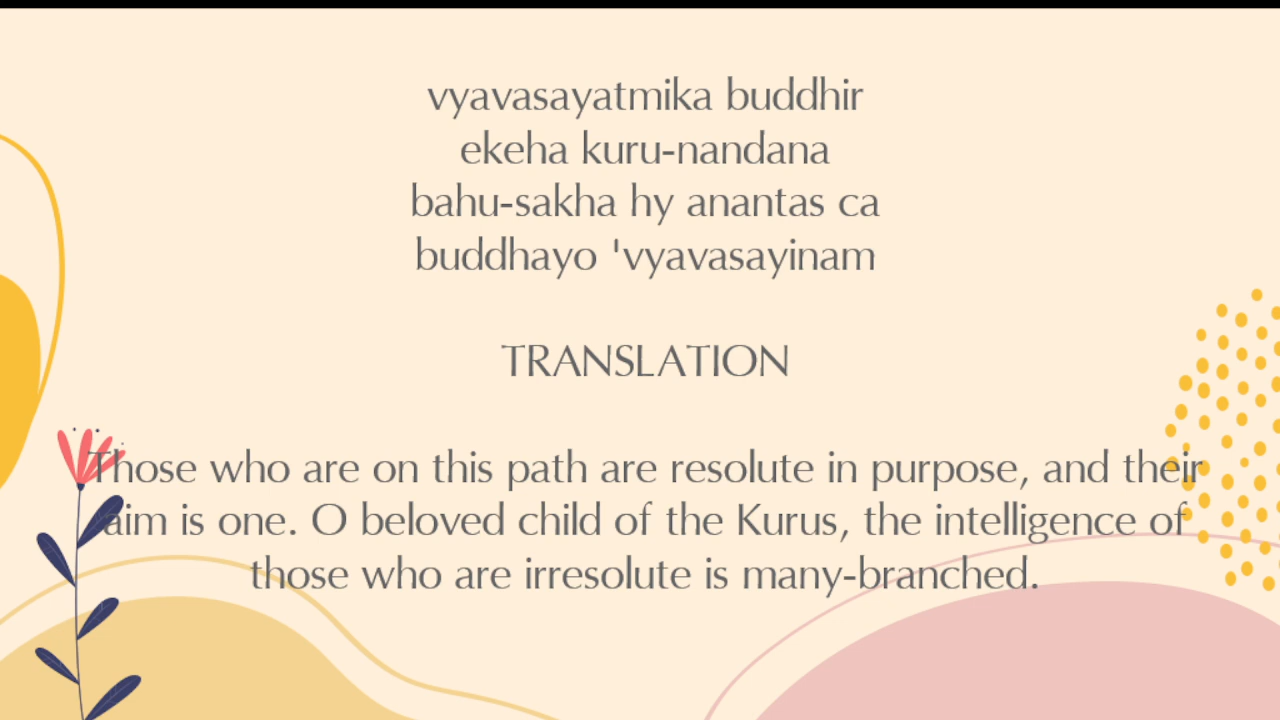 vyavasayatmika buddhir
ekeha kuru-nandana
bahu-sakha hy anantas ca
buddhayo 'vyavasayinam
TRANSLATION
Those who are on this path are resolute in purpose, and their
aim is one. O beloved child of the Kurus, the intelligence of
those who are irresolute is many-branched.